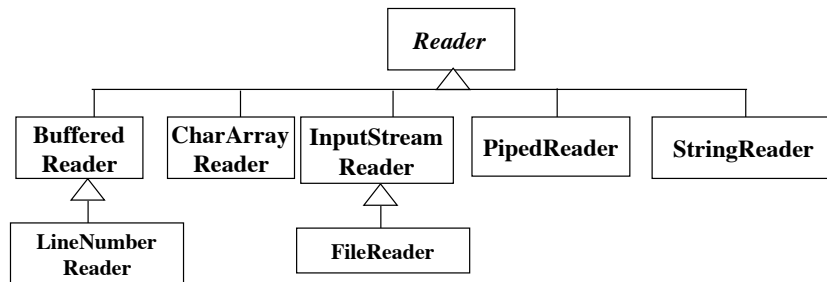 Reader
Buffered
Reader
CharArray
Reader
InputStream
Reader
PipedReader
StringReader
LineNumber
Reader
FileReader